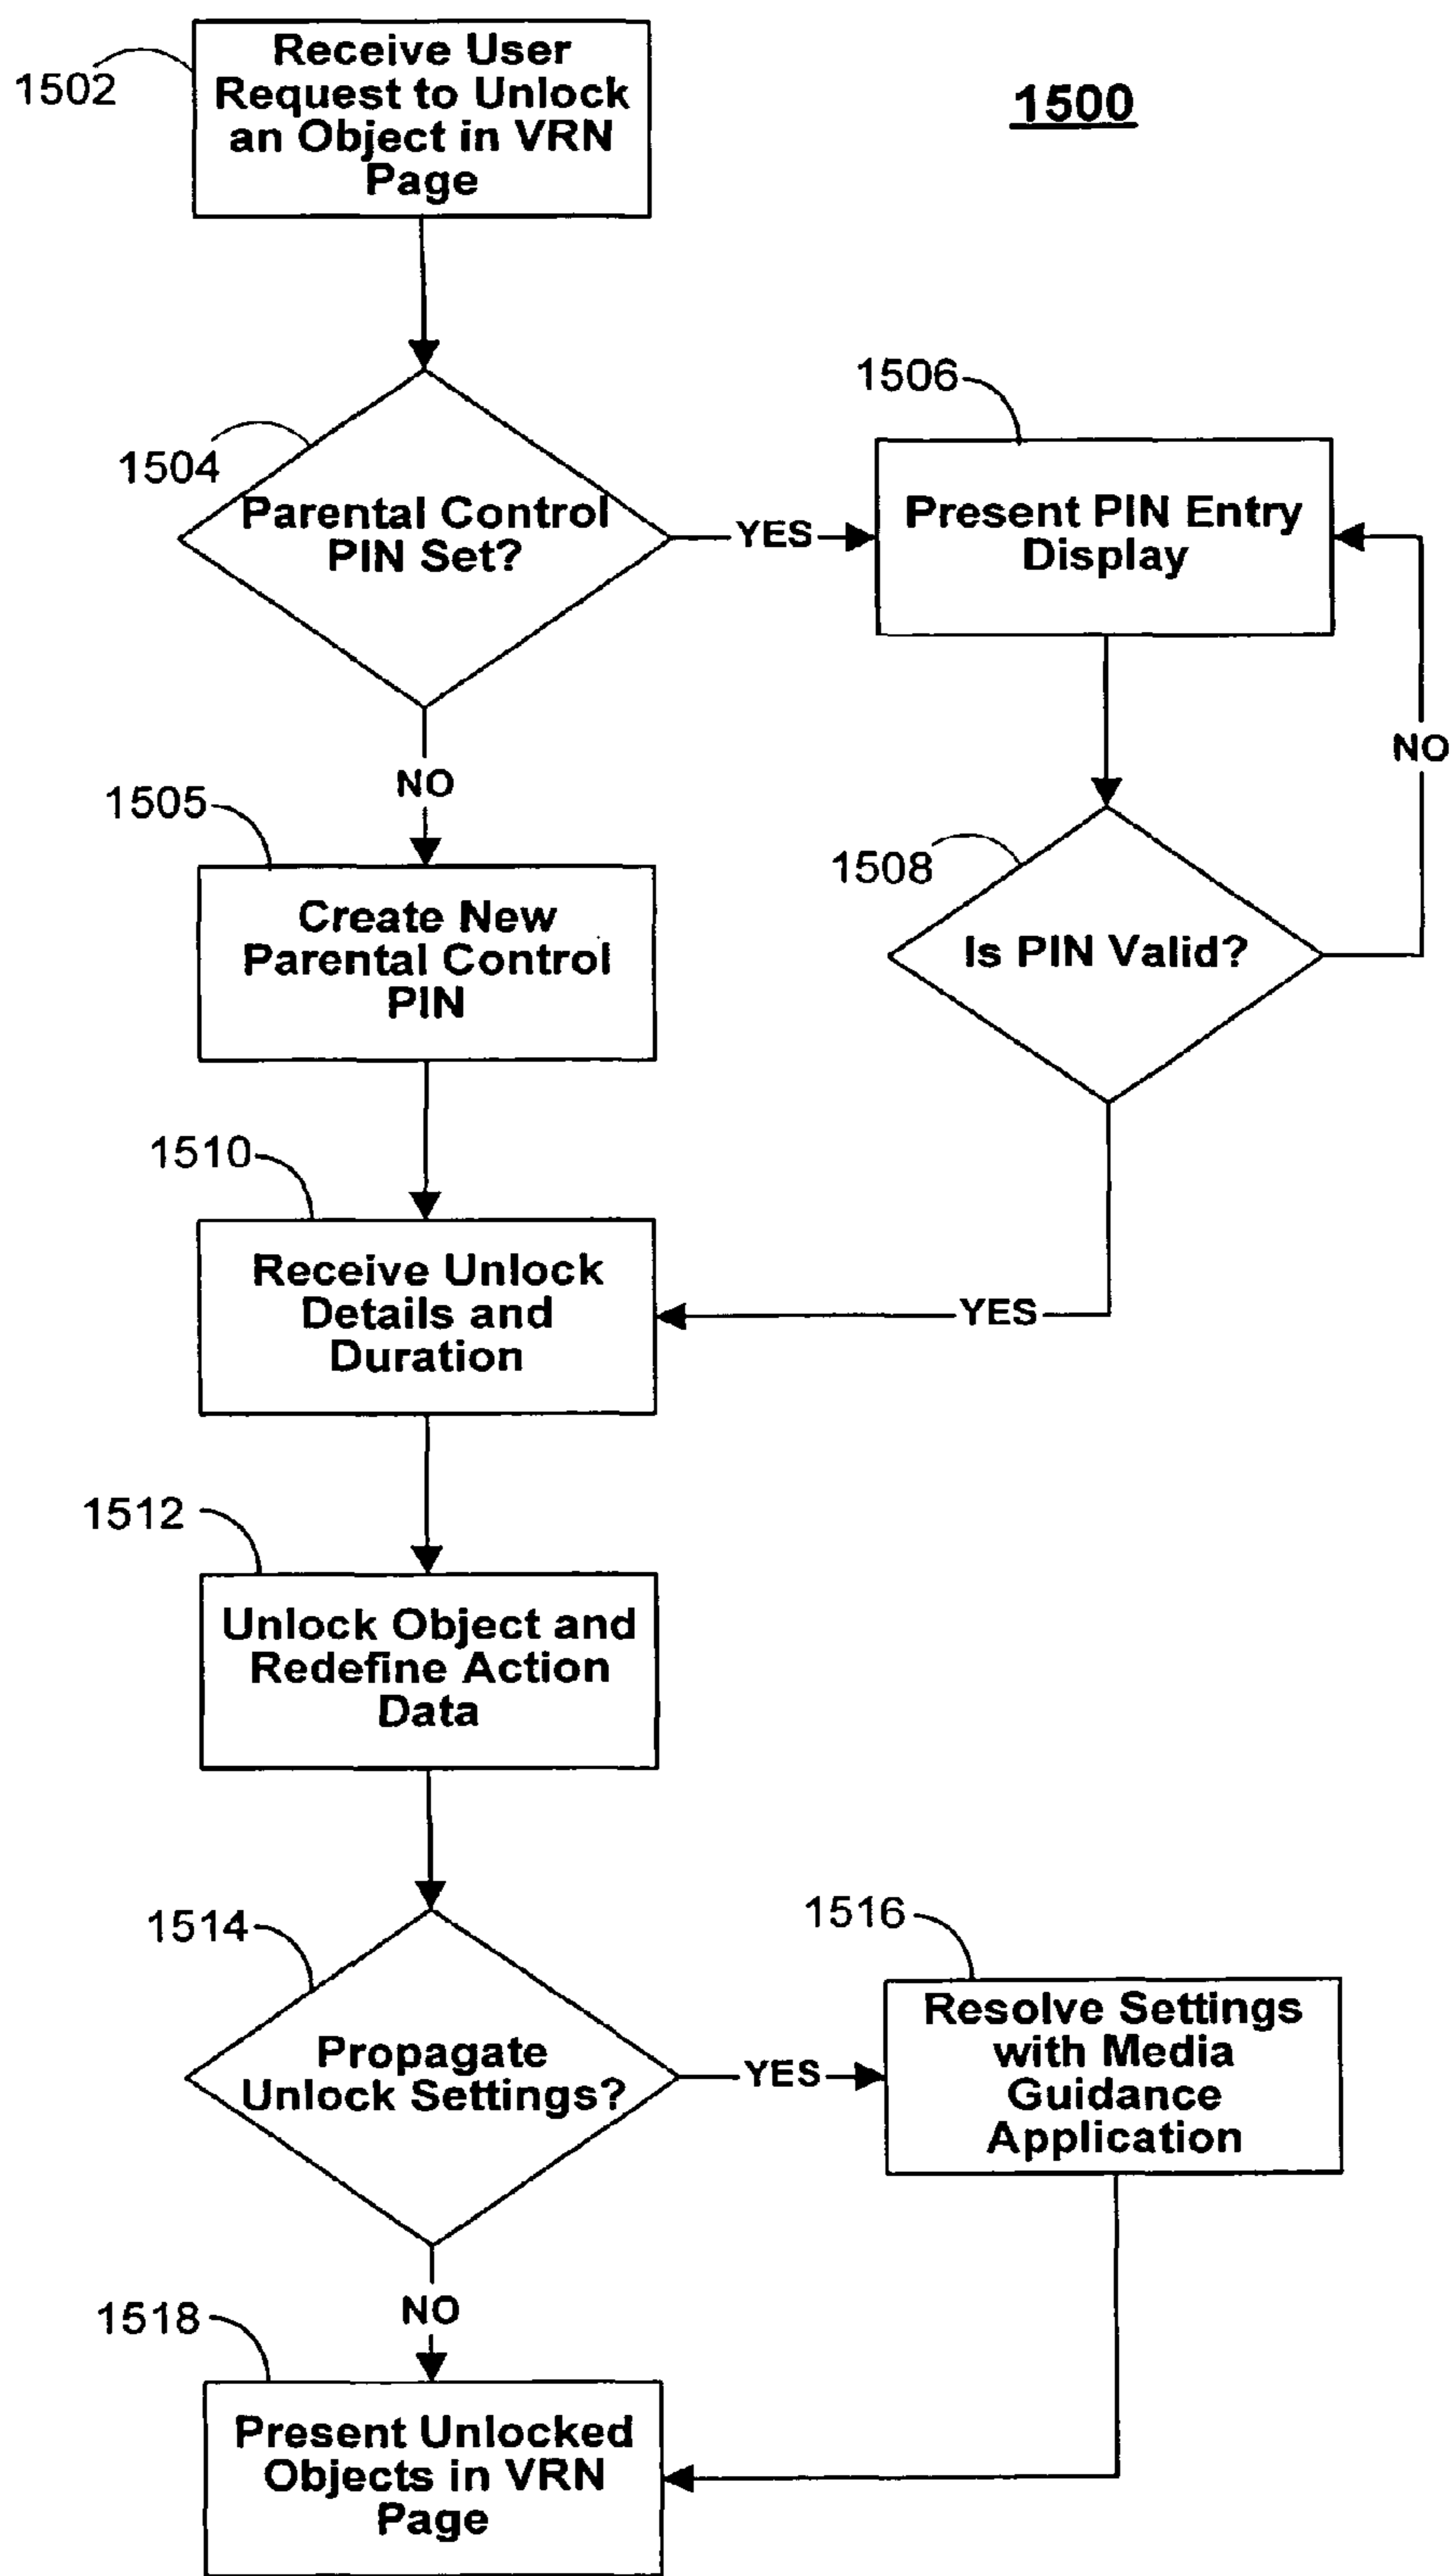 Receive User
Request to Unlock
an Object in VRN
Page
1502
1500
1504
Parental Control
PIN Set?
YES
1506
Present PIN Entry
Display
NO
NO
1505
Create New
Parental Control
PIN
1508
Is PIN Valid?
1510
Receive Unlock
Details and
Duration
YES
1512
Unlock Object and
Redefine Action
Data
1514
Propagate
Unlock Settings?
YES
1516
Resolve Settings
with Media
Guidance
Application
NO
1518
Present Unlocked
Objects in VRN
Page